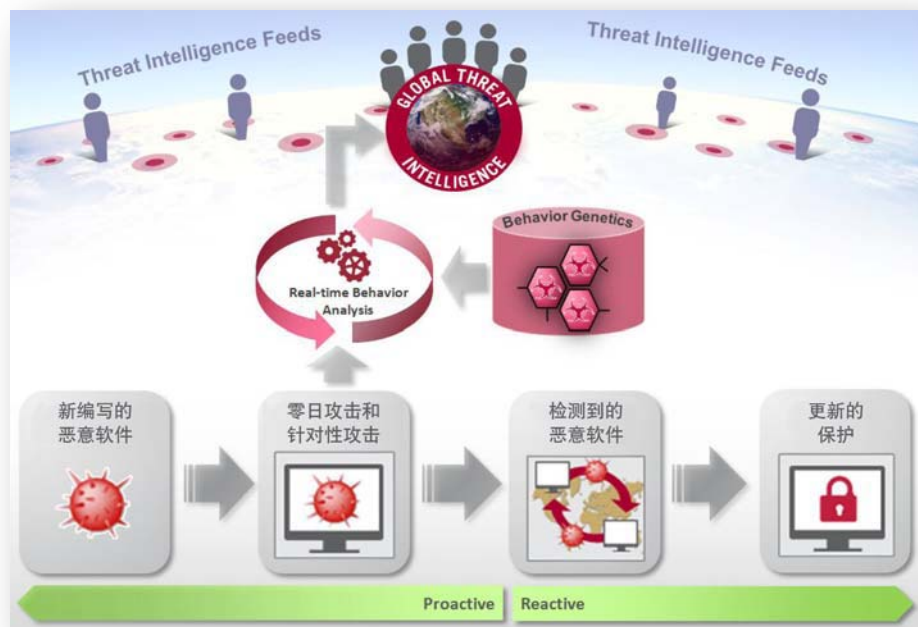 Threat Intelligence Feeds
Threat Intelligence Feeds
GLOBAL THREAT
INTELLIGENCE
Behavior Genetics
Real-time Behavior
Analysis
新编写的
恶意软件
零日攻击和
针对性攻击
检测到的
恶意软件
更新的
保护
Proactive
Reactive